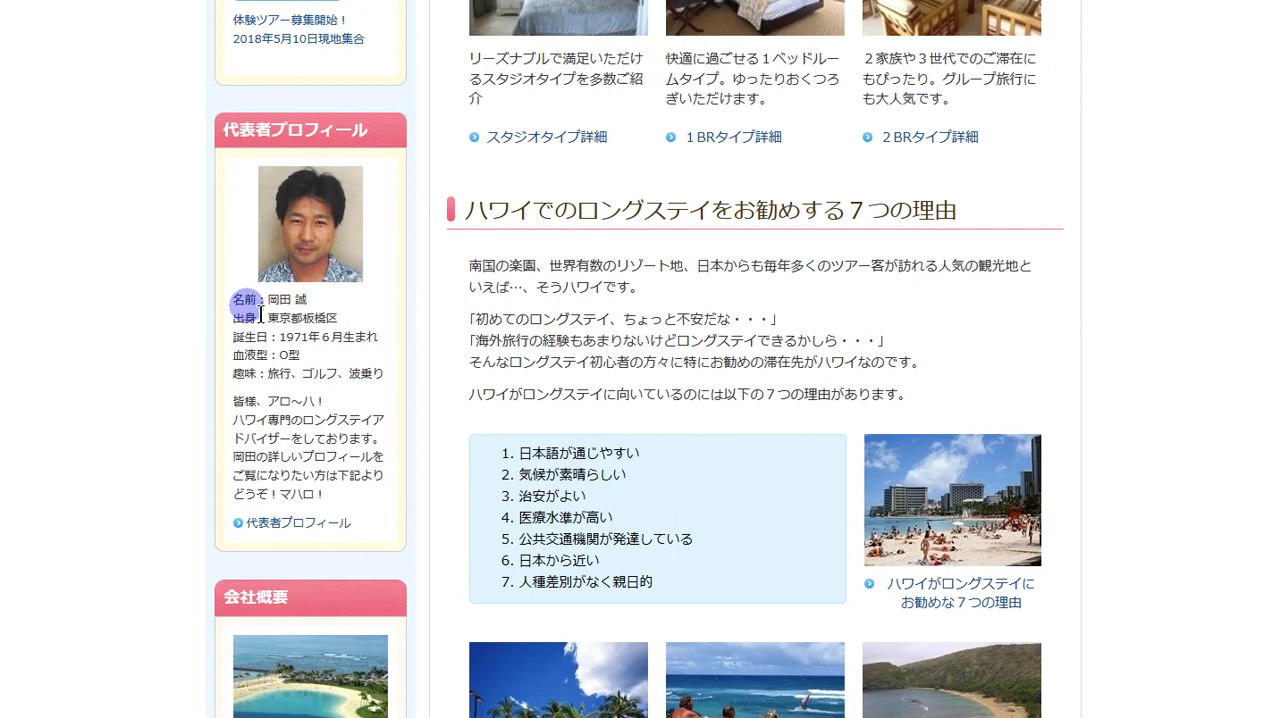 体験ツアー募集開始！
2018年5月10日現地集合
代表者プロフィール
名前：岡田 誠
出身：東京都板橋区
誕生日：1971年６月生まれ
血液型：O型
趣味：旅行、ゴルフ、波乗り
皆様、アロ～ハ！
ハワイ専門のロングステイア
ドバイザーをしております。
岡田の詳しいプロフィールを
ご覧になりたい方は下記より
どうぞ！マハロ！
代表者プロフィール
会社概要
リーズナブルで満足いただけ
るスタジオタイプを多数ご紹
介
スタジオタイプ詳細
快適に過ごせる１ベッドルー
ムタイプ。ゆったりおくつろ
ぎいただけます。
１BRタイプ詳細
２家族や３世代でのご滞在に
もぴったり。グループ旅行に
も大人気です。
２BRタイプ詳細
ハワイでのロングステイをお勧めする７つの理由
南国の楽園、世界有数のリゾート地、日本からも毎年多くのツアー客が訪れる人気の観光地と
いえば…、そうハワイです。
「初めてのロングステイ、ちょっと不安だな・・・」
「海外旅行の経験もあまりないけどロングステイできるかしら・・・」
そんなロングステイ初心者の方々に特にお勧めの滞在先がハワイなのです。
ハワイがロングステイに向いているのには以下の７つの理由があります。
1. 日本語が通じやすい
2. 気候が素晴らしい
3. 治安がよい
4. 医療水準が高い
5. 公共交通機関が発達している
6. 日本から近い
7. 人種差別がなく親日的
ハワイがロングステイに
お勧めな７つの理由